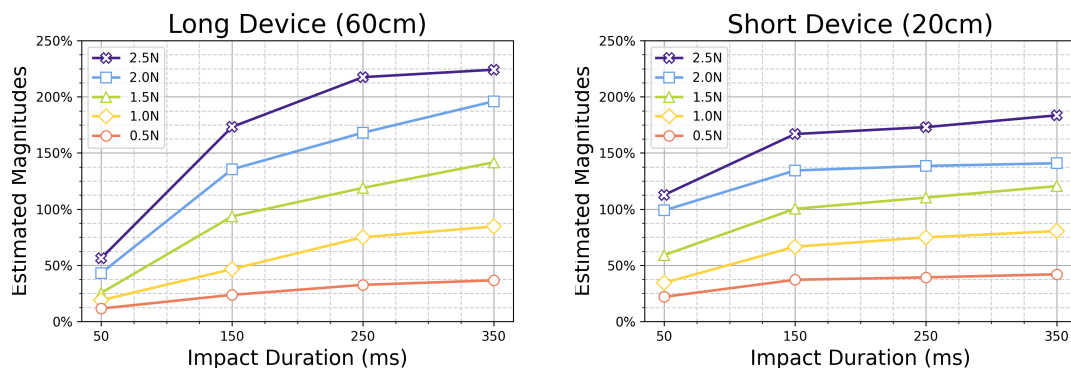 Long Device (60cm)
250%
200%
150%
100%
50%
0%
Estimated Magnitudes
2.5N
2.0N
1.5N
1.0N
0.5N
50 150 250 350
Impact Duration (ms)
Short Device (20cm)
250%
200%
150%
100%
50%
0%
Estimated Magnitudes
2.5N
2.0N
1.5N
1.0N
0.5N
50 150 250 350
Impact Duration (ms)